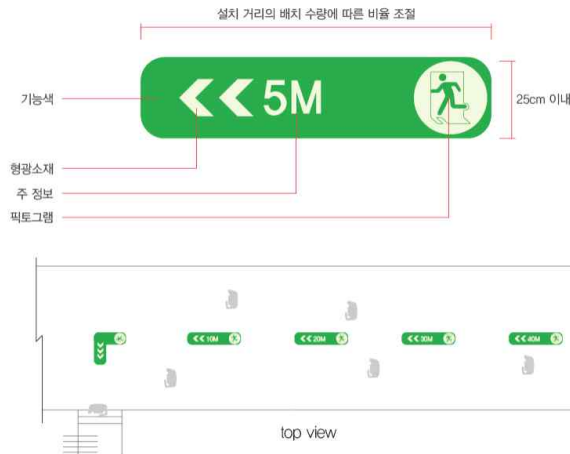 설치 거리의 배치 수량에 따른 비율 조절
기능색
5M
25cm 이내
형광소재
주 정보
픽토그램
10M
20M
30M
40M
top view